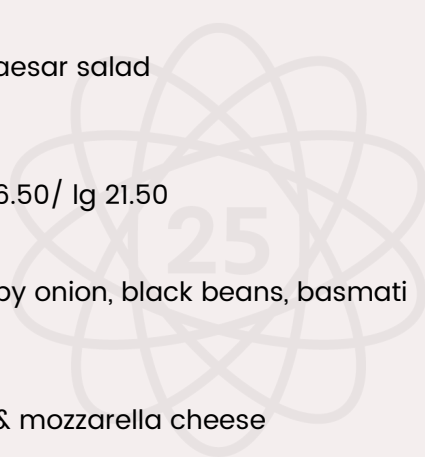 aesar salad
6.50/ lg 21.50
25
by onion, black beans, basmati
& mozzarella cheese